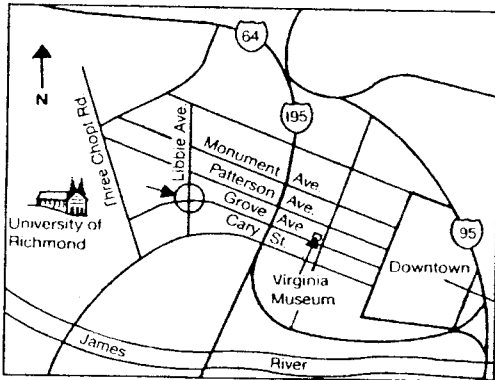 64
N
195
Three Chopt Rd.
Libbie Ave.
Monument Ave.
Patterson Ave.
Grove Ave.
Cary St.
University of
Richmond
95
Downtown
Virginia
Museum
James River